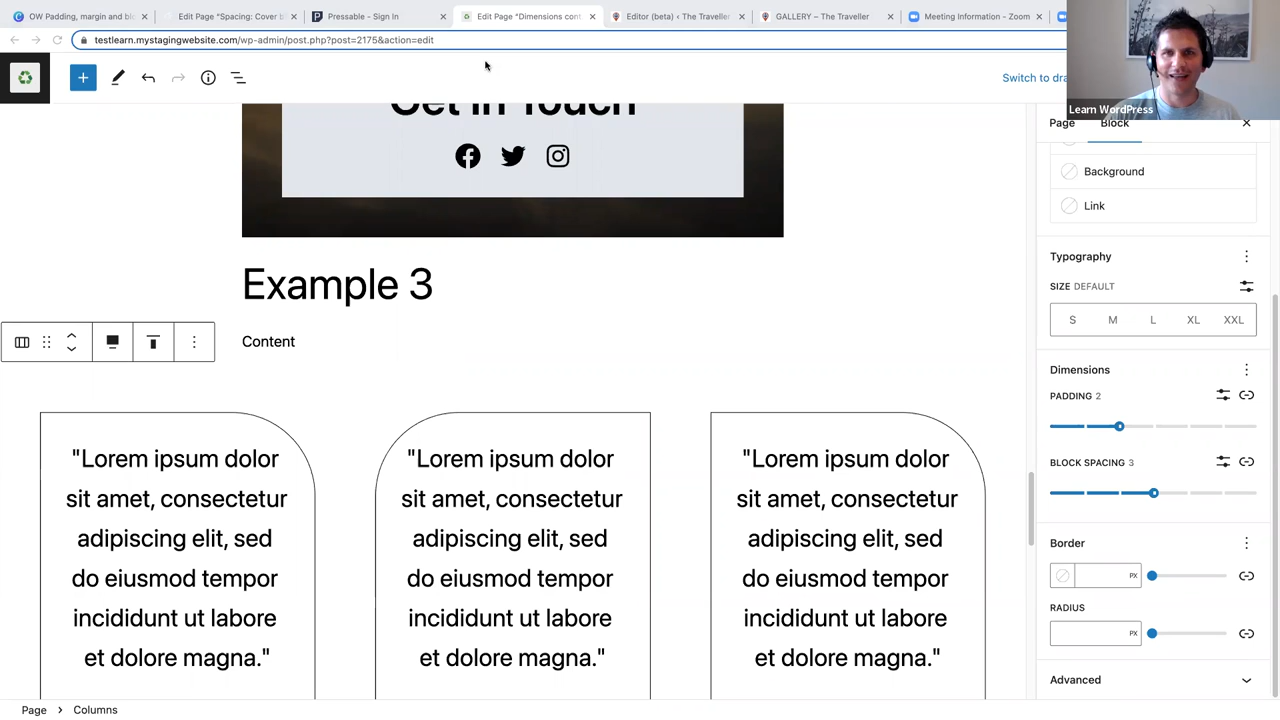 OW Padding, margin and blo
Edit Page "Spacing: Cover bl
Pressable - Sign In
Edit Page "Dimensions cont
Editor (beta) ‹ The Traveller
GALLERY – The Traveller
Meeting Information - Zoom
testlearn.mystagingwebsite.com/wp-admin/post.php?post=2175&action=edit
Switch to dra
Learn WordPress
Page
Block
Get in Touch
Background
Link
Typography
SIZE DEFAULT
S M L XL XXL
Example 3
Content
Dimensions
PADDING 2
BLOCK SPACING 3
Border
PX
RADIUS
PX
Advanced
"Lorem ipsum dolor
sit amet, consectetur
adipiscing elit, sed
do eiusmod tempor
incididunt ut labore
et dolore magna."
"Lorem ipsum dolor
sit amet, consectetur
adipiscing elit, sed
do eiusmod tempor
incididunt ut labore
et dolore magna."
"Lorem ipsum dolor
sit amet, consectetur
adipiscing elit, sed
do eiusmod tempor
incididunt ut labore
et dolore magna."
Page > Columns